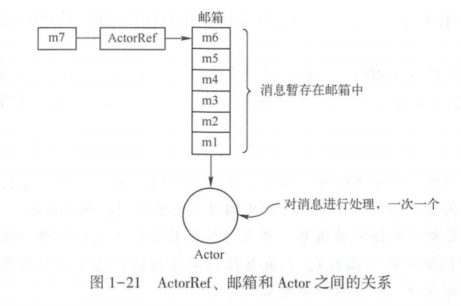 邮箱
m7
ActorRef
m6
m5
m4
m3
m2
m1
消息暂存在邮箱中
对消息进行处理，一次一个
Actor
图 1-21 ActorRef、邮箱和 Actor 之间的关系